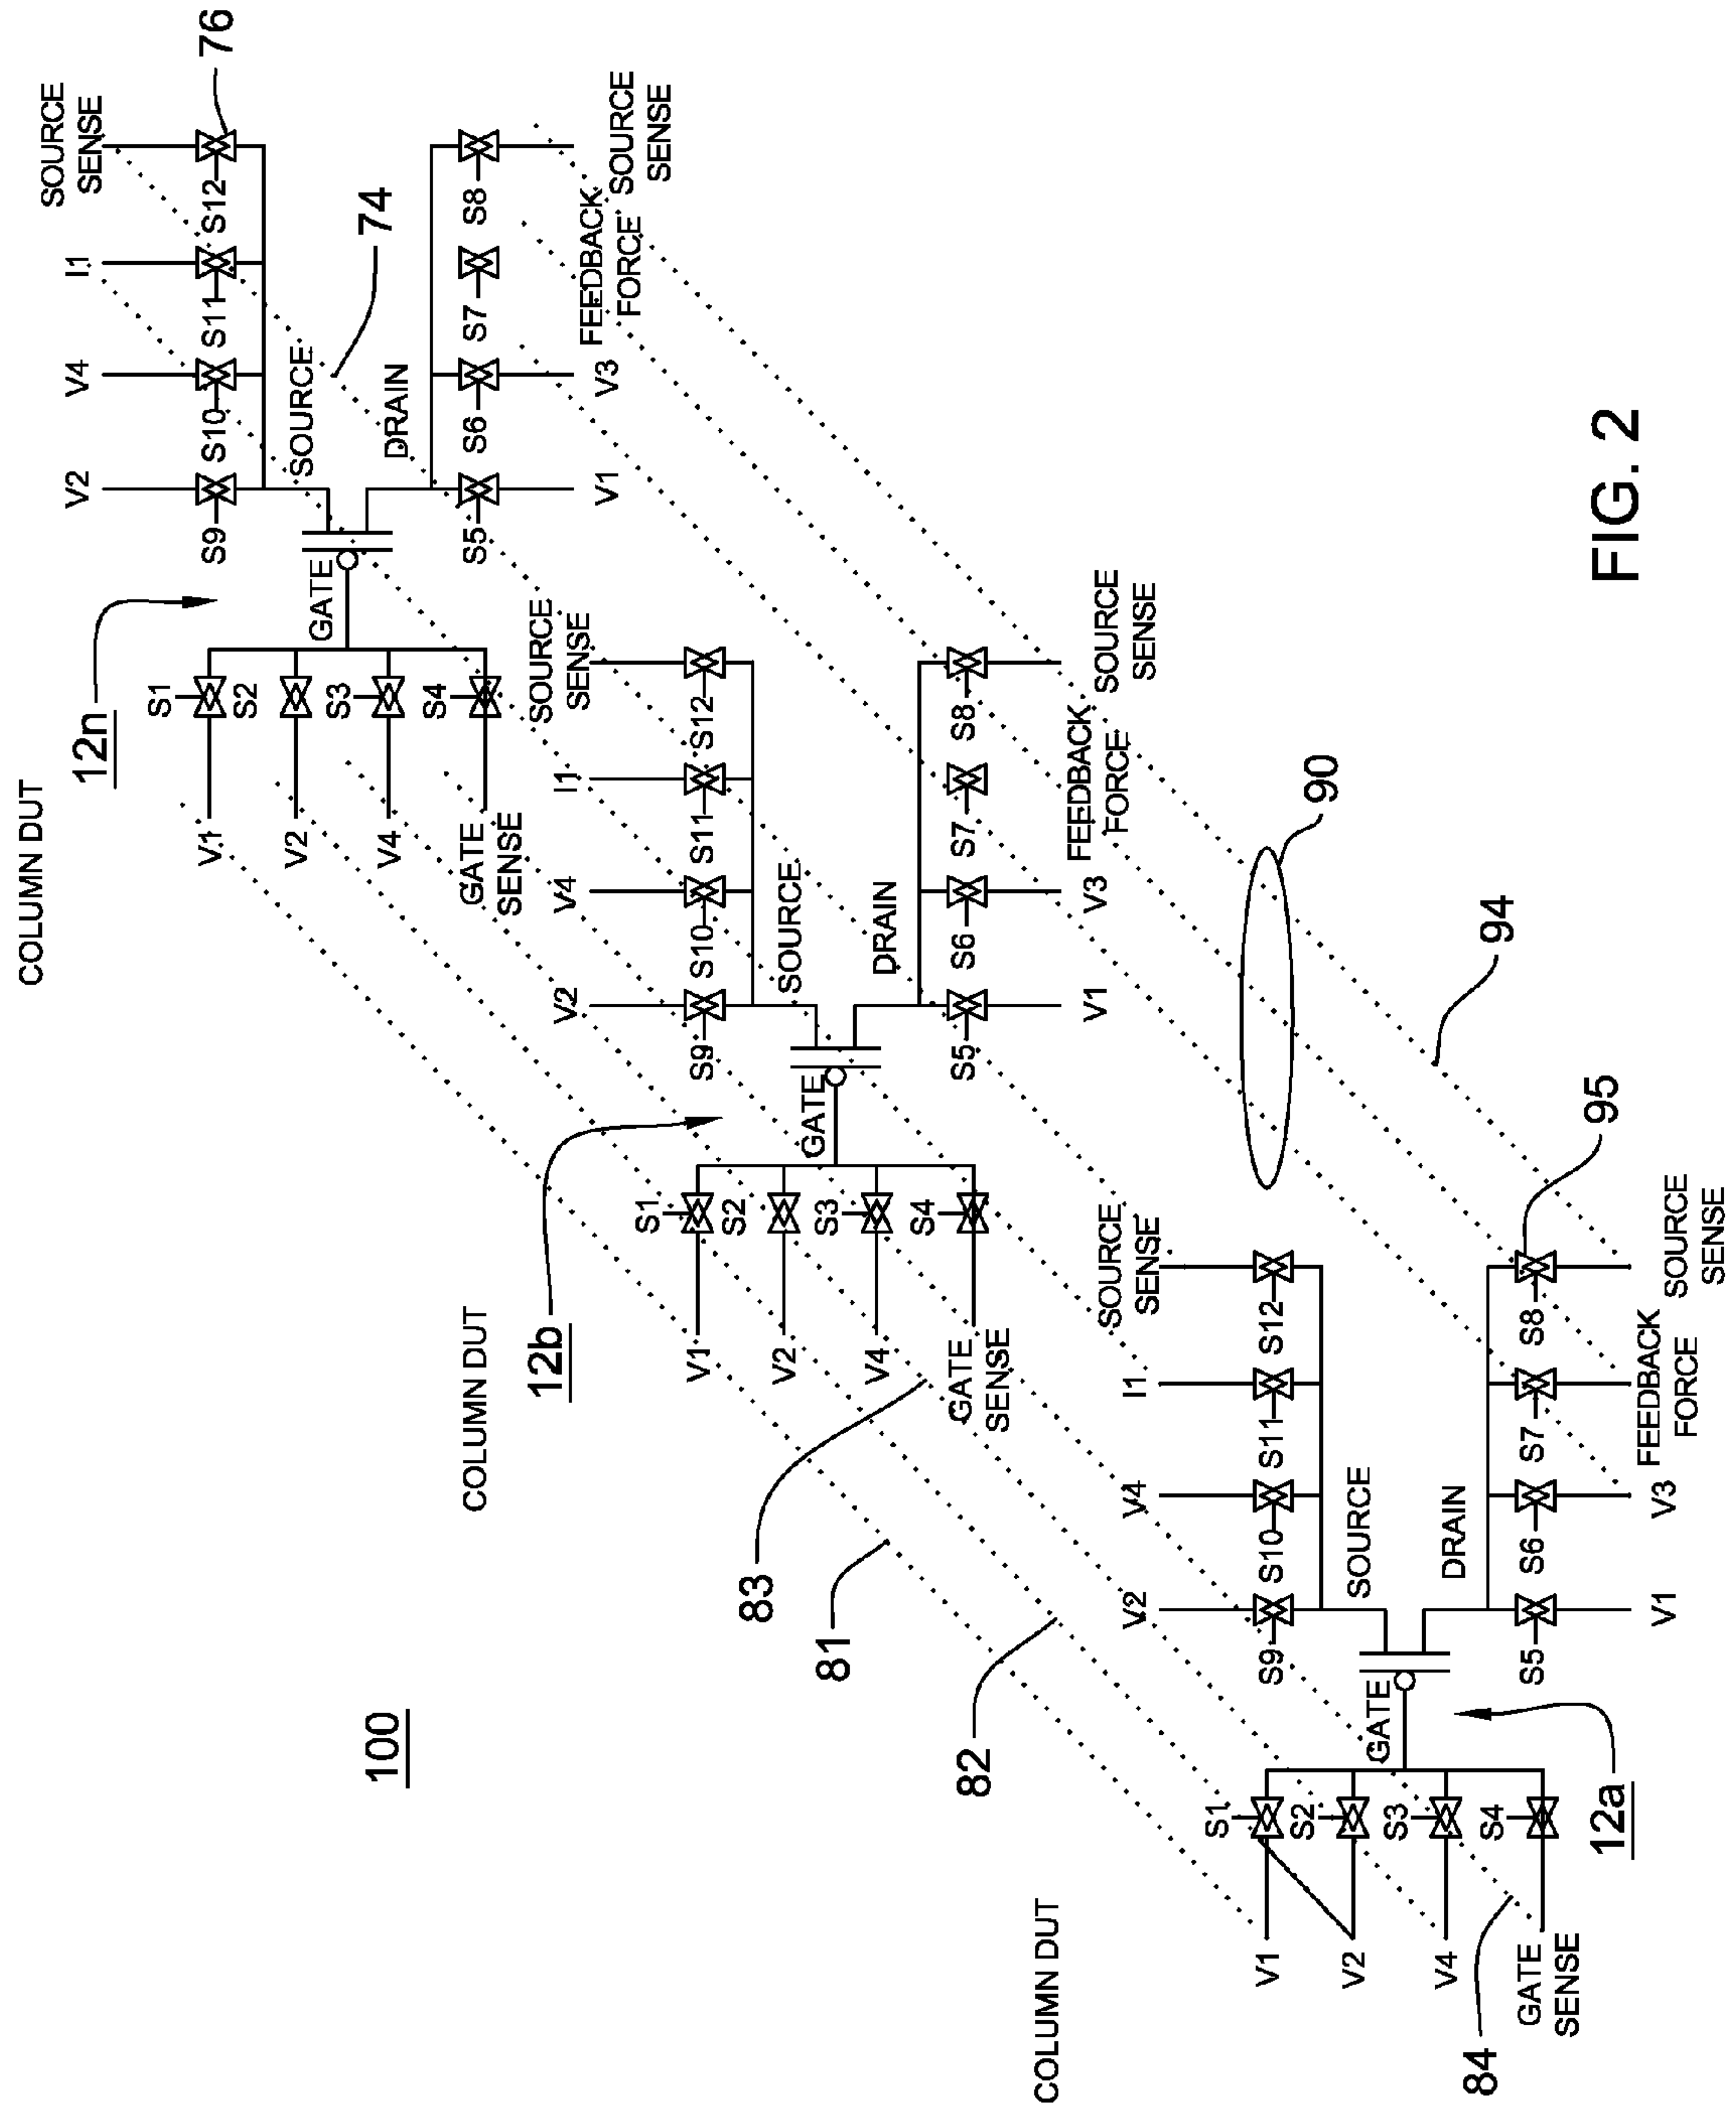 COLUMN DUT
12n
V2
V4
I1
SOURCE
SENSE
S9
S10
S11
S12
76
V1
S1
V2
S2
V4
S3
GATE
SENSE
S4
GATE
SOURCE
74
DRAIN
S5
S6
S7
S8
V1
V3
FEEDBACK
FORCE
SOURCE
SENSE
100
COLUMN DUT
12b
V2
V4
I1
SOURCE
SENSE
S9
S10
S11
S12
V1
S1
V2
S2
V4
S3
GATE
SENSE
S4
GATE
SOURCE
DRAIN
S5
S6
S7
S8
V1
V3
FEEDBACK
FORCE
SOURCE
SENSE
83
81
82
90
94
COLUMN DUT
V2
V4
I1
SOURCE
SENSE
S9
S10
S11
S12
V1
S1
V2
S2
V4
S3
GATE
SENSE
S4
GATE
SOURCE
DRAIN
S5
S6
S7
S8
95
V1
V3
FEEDBACK
FORCE
SOURCE
SENSE
84
12a
FIG. 2